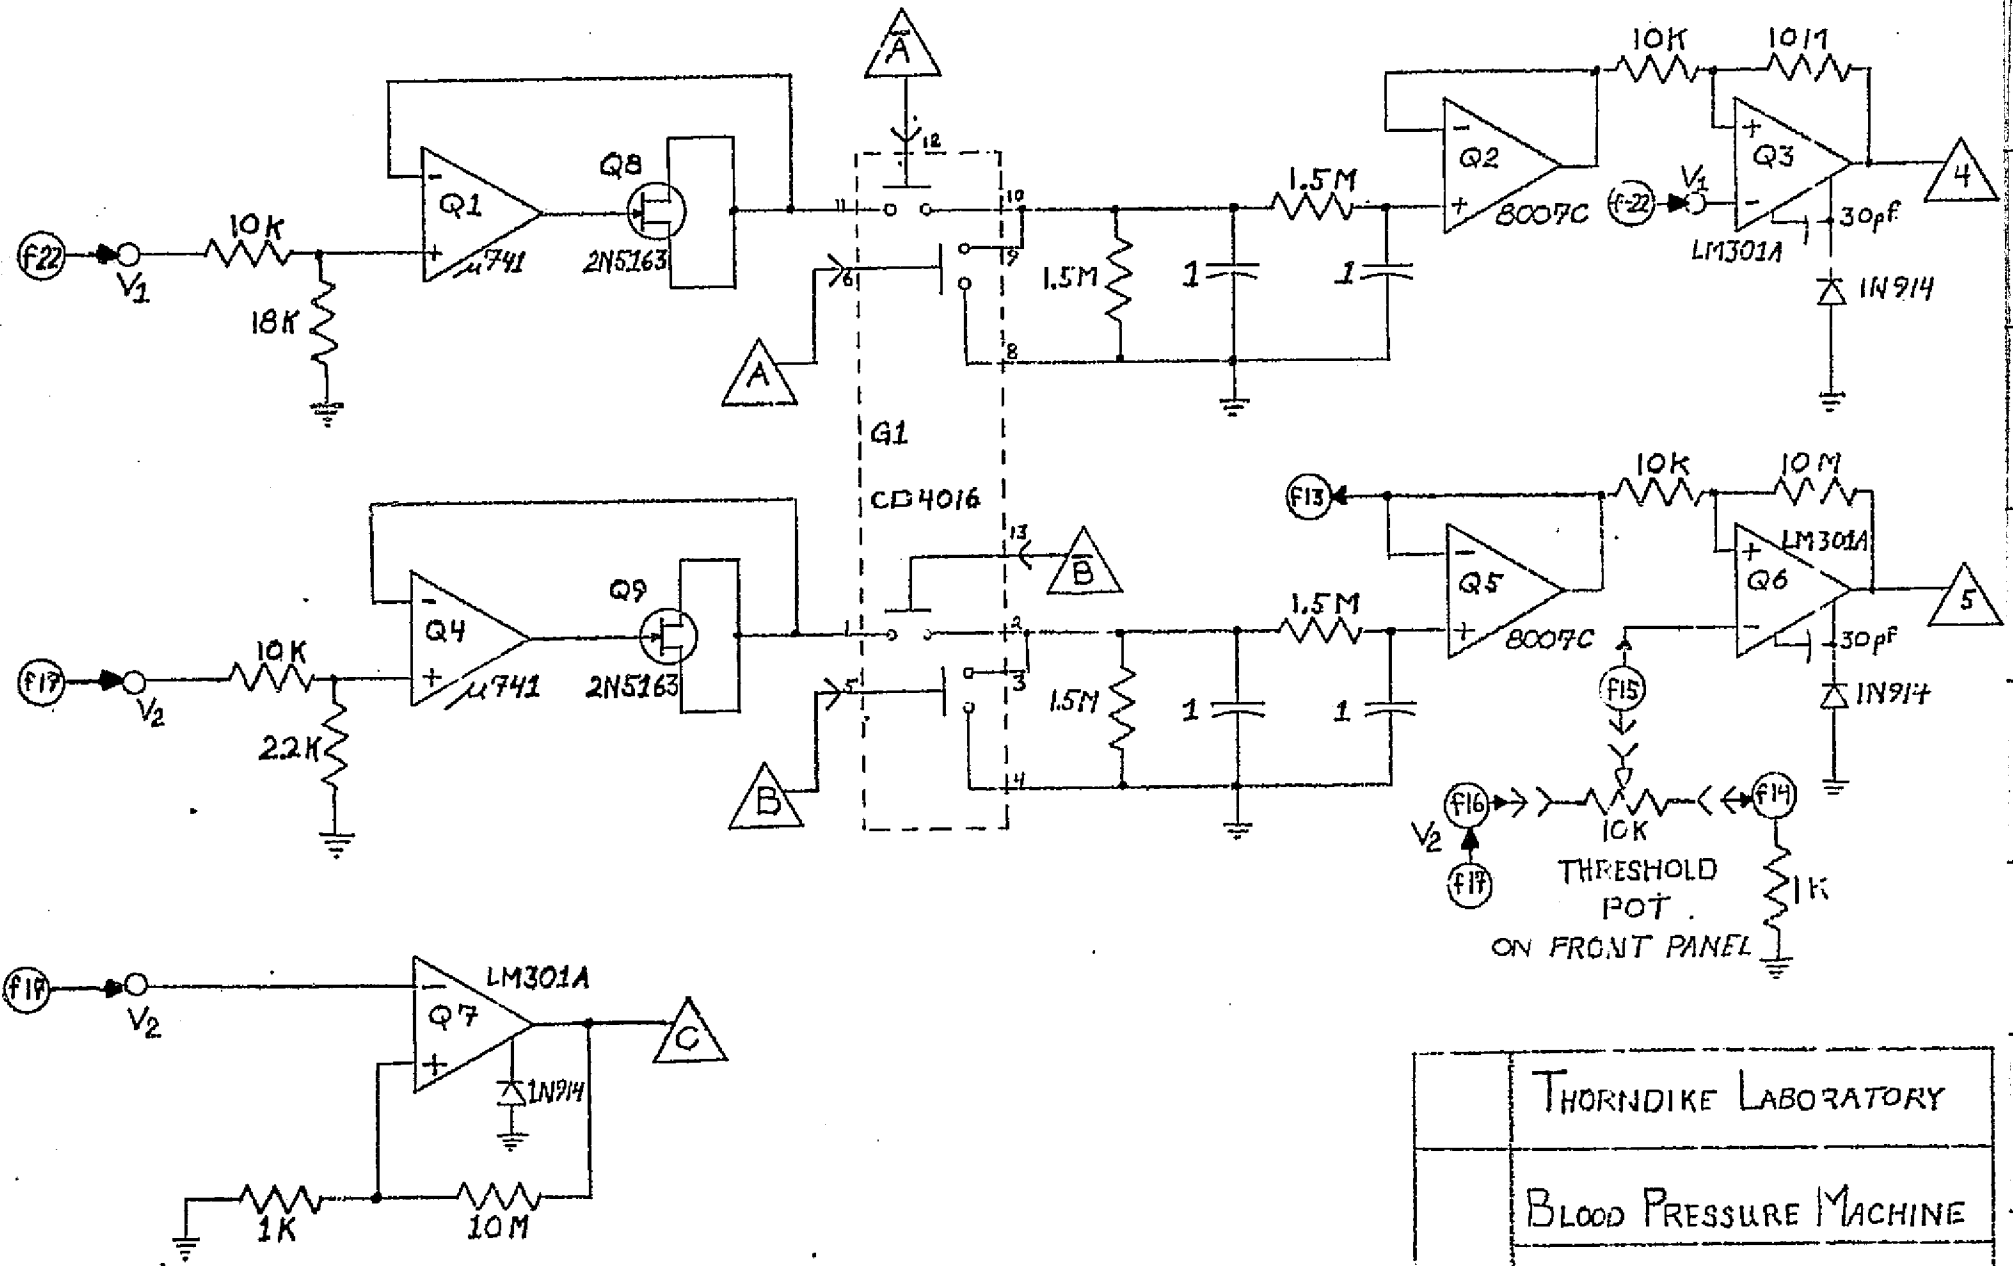 A̅
10K
10M
12
Q8
Q1
Q2
Q3
4
-
-
+
11
10
1.5M
f22
V1
30pf
10K
f22
V1
+
+
-
μ741
2N5163
6
9
1.5M
1
1
8007C
LM301A
1N914
18K
A
8
G1
CD4016
10K
10M
f13
13
B̅
LM301A
Q9
Q4
Q5
Q6
5
-
-
+
1
2
1.5M
10K
30pf
f17
V2
+
+
-
μ741
2N5163
5
3
1.5M
1
1
8007C
f15
1N914
2.2K
B
4
f16
f14
V2
10K
THRESHOLD
POT.
ON FRONT PANEL
f17
1K
LM301A
V2
-
Q7
C
+
1N914
1K
10M
THORNDIKE LABORATORY
BLOOD PRESSURE MACHINE